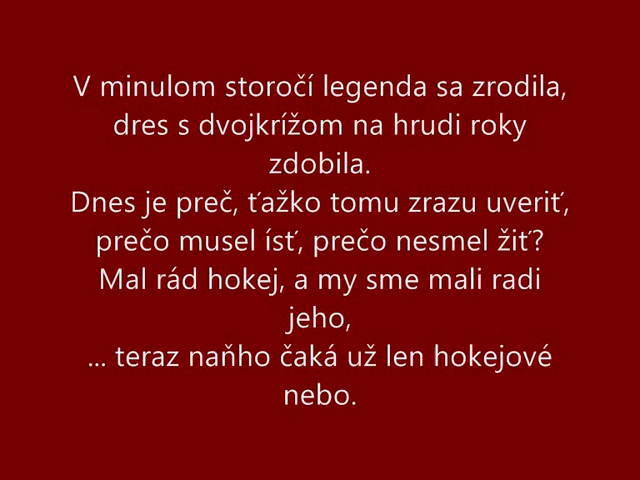 V minulom storočí legenda sa zrodila,
dres s dvojkrížom na hrudi roky
zdobila.
Dnes je preč, ťažko tomu zrazu uveriť,
prečo musel ísť, prečo nesmel žiť?
Mal rád hokej, a my sme mali radi
jeho,
... teraz naňho čaká už len hokejové
nebo.